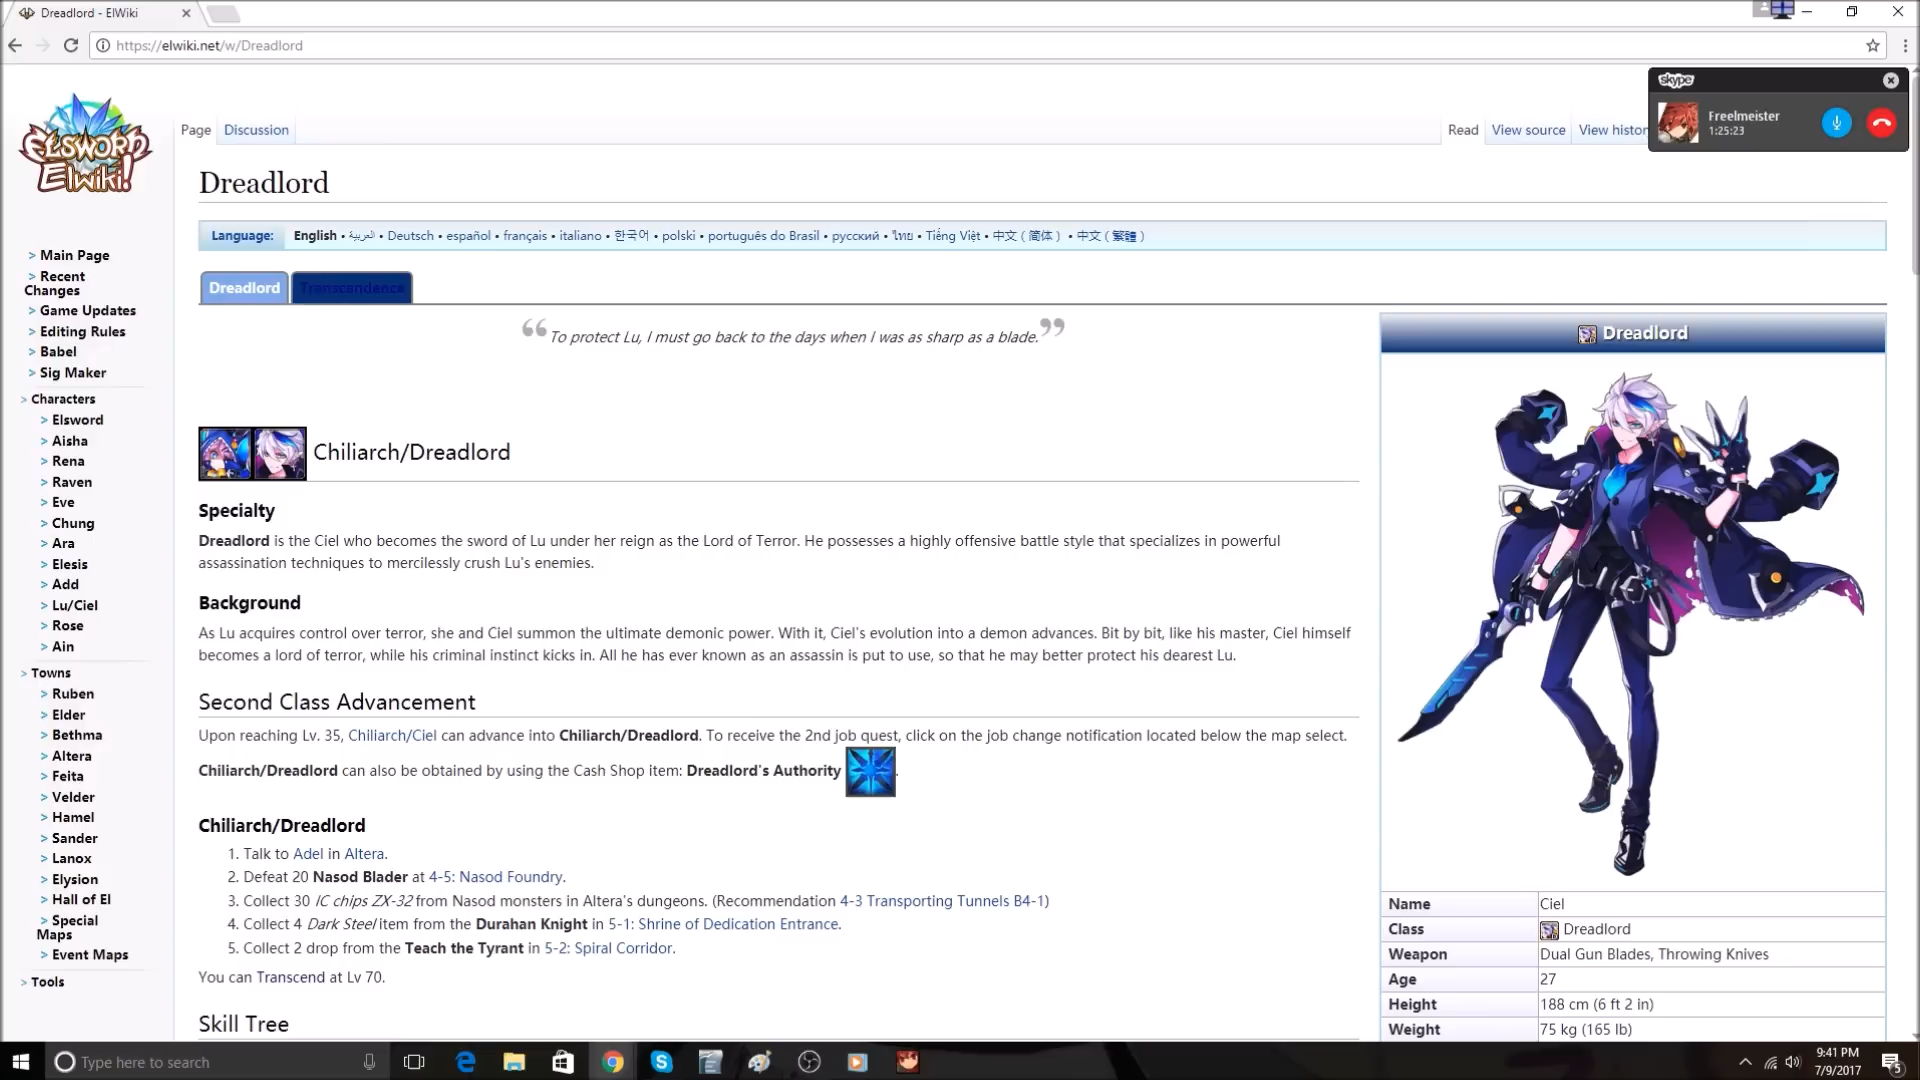 Dreadlord - ElWiki
https://elwiki.net/w/Dreadlord
skype
Freelmeister
1:25:23
ELSWORD
Elwiki!
Page Discussion
Read View source View histor
Dreadlord
Language: English • العربية • Deutsch • español • français • italiano • 한국어 • polski • português do Brasil • русский • ไทย • Tiếng Việt • 中文(简体) • 中文(繁體)
Dreadlord Transcendence
“To protect Lu, I must go back to the days when I was as sharp as a blade.”
Chiliarch/Dreadlord
Specialty
Dreadlord is the Ciel who becomes the sword of Lu under her reign as the Lord of Terror. He possesses a highly offensive battle style that specializes in powerful
assassination techniques to mercilessly crush Lu's enemies.
Background
As Lu acquires control over terror, she and Ciel summon the ultimate demonic power. With it, Ciel's evolution into a demon advances. Bit by bit, like his master, Ciel himself
becomes a lord of terror, while his criminal instinct kicks in. All he has ever known as an assassin is put to use, so that he may better protect his dearest Lu.
Second Class Advancement
Upon reaching Lv. 35, Chiliarch/Ciel can advance into Chiliarch/Dreadlord. To receive the 2nd job quest, click on the job change notification located below the map select.
Chiliarch/Dreadlord can also be obtained by using the Cash Shop item: Dreadlord's Authority .
Chiliarch/Dreadlord
1. Talk to Adel in Altera.
2. Defeat 20 Nasod Blader at 4-5: Nasod Foundry.
3. Collect 30 IC chips ZX-32 from Nasod monsters in Altera's dungeons. (Recommendation 4-3 Transporting Tunnels B4-1)
4. Collect 4 Dark Steel item from the Durahan Knight in 5-1: Shrine of Dedication Entrance.
5. Collect 2 drop from the Teach the Tyrant in 5-2: Spiral Corridor.
You can Transcend at Lv 70.
Skill Tree
> Main Page
> Recent
Changes
> Game Updates
> Editing Rules
> Babel
> Sig Maker
> Characters
> Elsword
> Aisha
> Rena
> Raven
> Eve
> Chung
> Ara
> Elesis
> Add
> Lu/Ciel
> Rose
> Ain
> Towns
> Ruben
> Elder
> Bethma
> Altera
> Feita
> Velder
> Hamel
> Sander
> Lanox
> Elysion
> Hall of El
> Special
Maps
> Event Maps
> Tools
Dreadlord
Name Ciel
Class Dreadlord
Weapon Dual Gun Blades, Throwing Knives
Age 27
Height 188 cm (6 ft 2 in)
Weight 75 kg (165 lb)
Type here to search
9:41 PM
7/9/2017
5